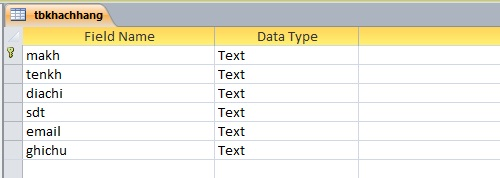 tbkhachhang
Field Name Data Type
makh Text
tenkh Text
diachi Text
sdt Text
email Text
ghichu Text